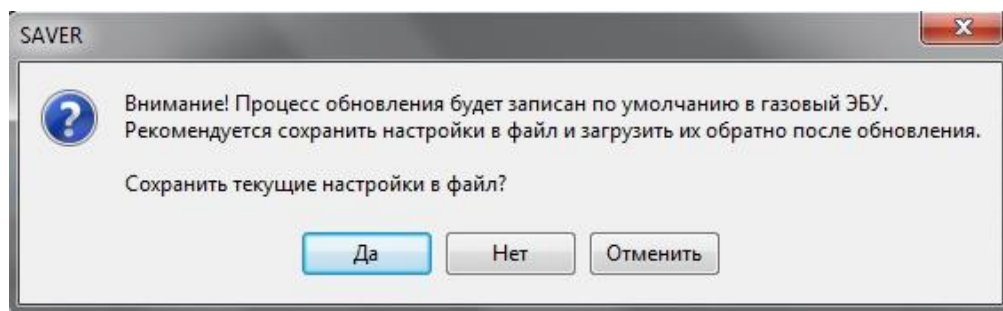 SAVER
Внимание! Процесс обновления будет записан по умолчанию в газовый ЭБУ.
Рекомендуется сохранить настройки в файл и загрузить их обратно после обновления.
Сохранить текущие настройки в файл?
Да Нет Отменить